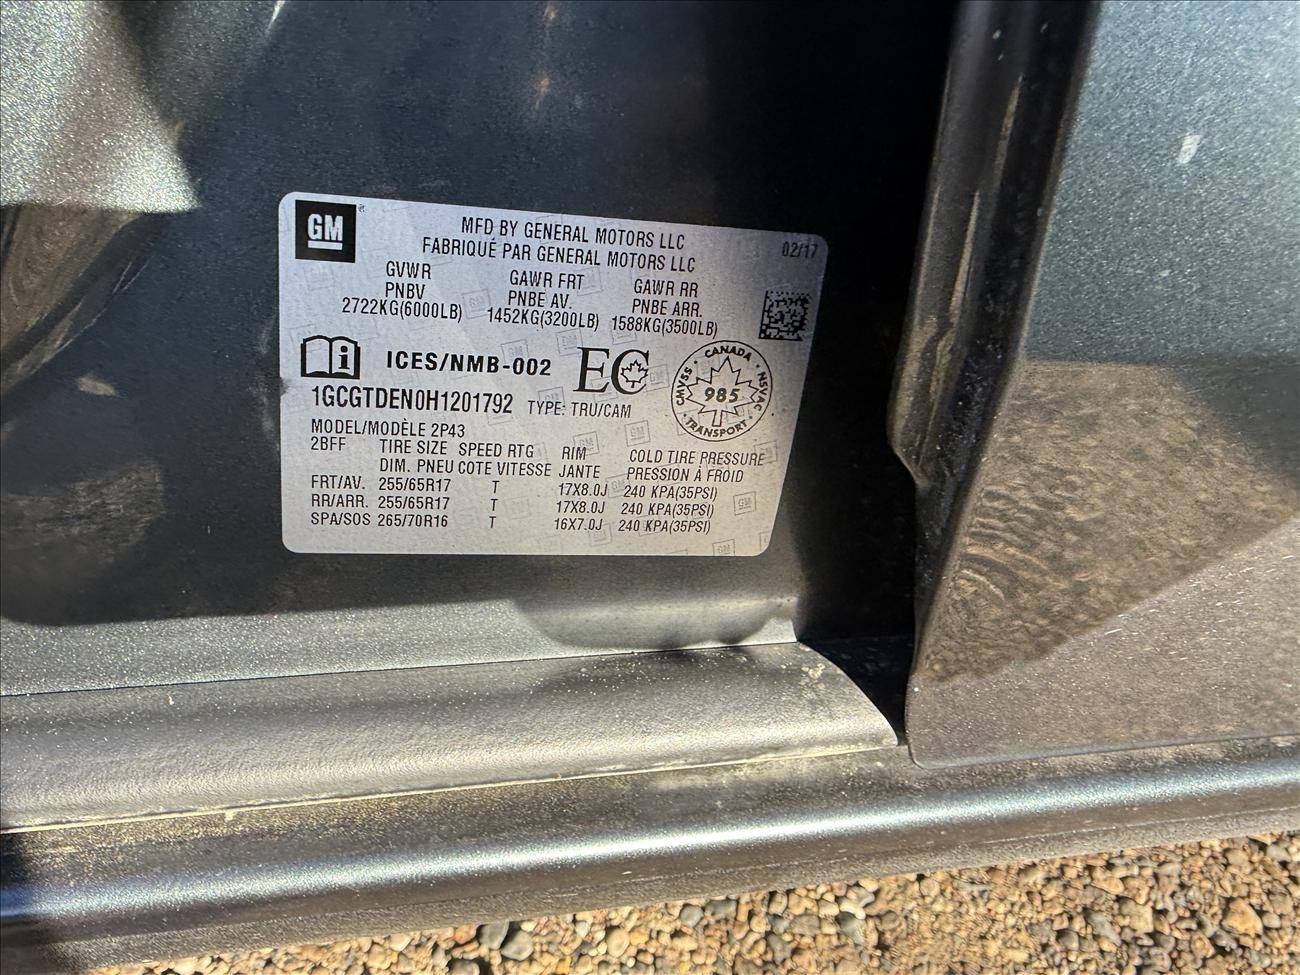 GM
MFD BY GENERAL MOTORS LLC
FABRIQUÉ PAR GENERAL MOTORS LLC
02/17
GVWR GAWR FRT GAWR RR
PNBV PNBE AV. PNBE ARR.
2722KG(6000LB) 1452KG(3200LB) 1588KG(3500LB)
i ICES/NMB-002 EC
CANADA
CMVSS 985 NSVAC
TRANSPORT
1GCGTDEN0H1201792 TYPE: TRU/CAM
MODEL/MODÈLE 2P43
2BFF TIRE SIZE SPEED RTG RIM COLD TIRE PRESSURE
DIM. PNEU COTE VITESSE JANTE PRESSION À FROID
FRT/AV. 255/65R17 T 17X8.0J 240 KPA(35PSI)
RR/ARR. 255/65R17 T 17X8.0J 240 KPA(35PSI)
SPA/SOS 265/70R16 T 16X7.0J 240 KPA(35PSI)